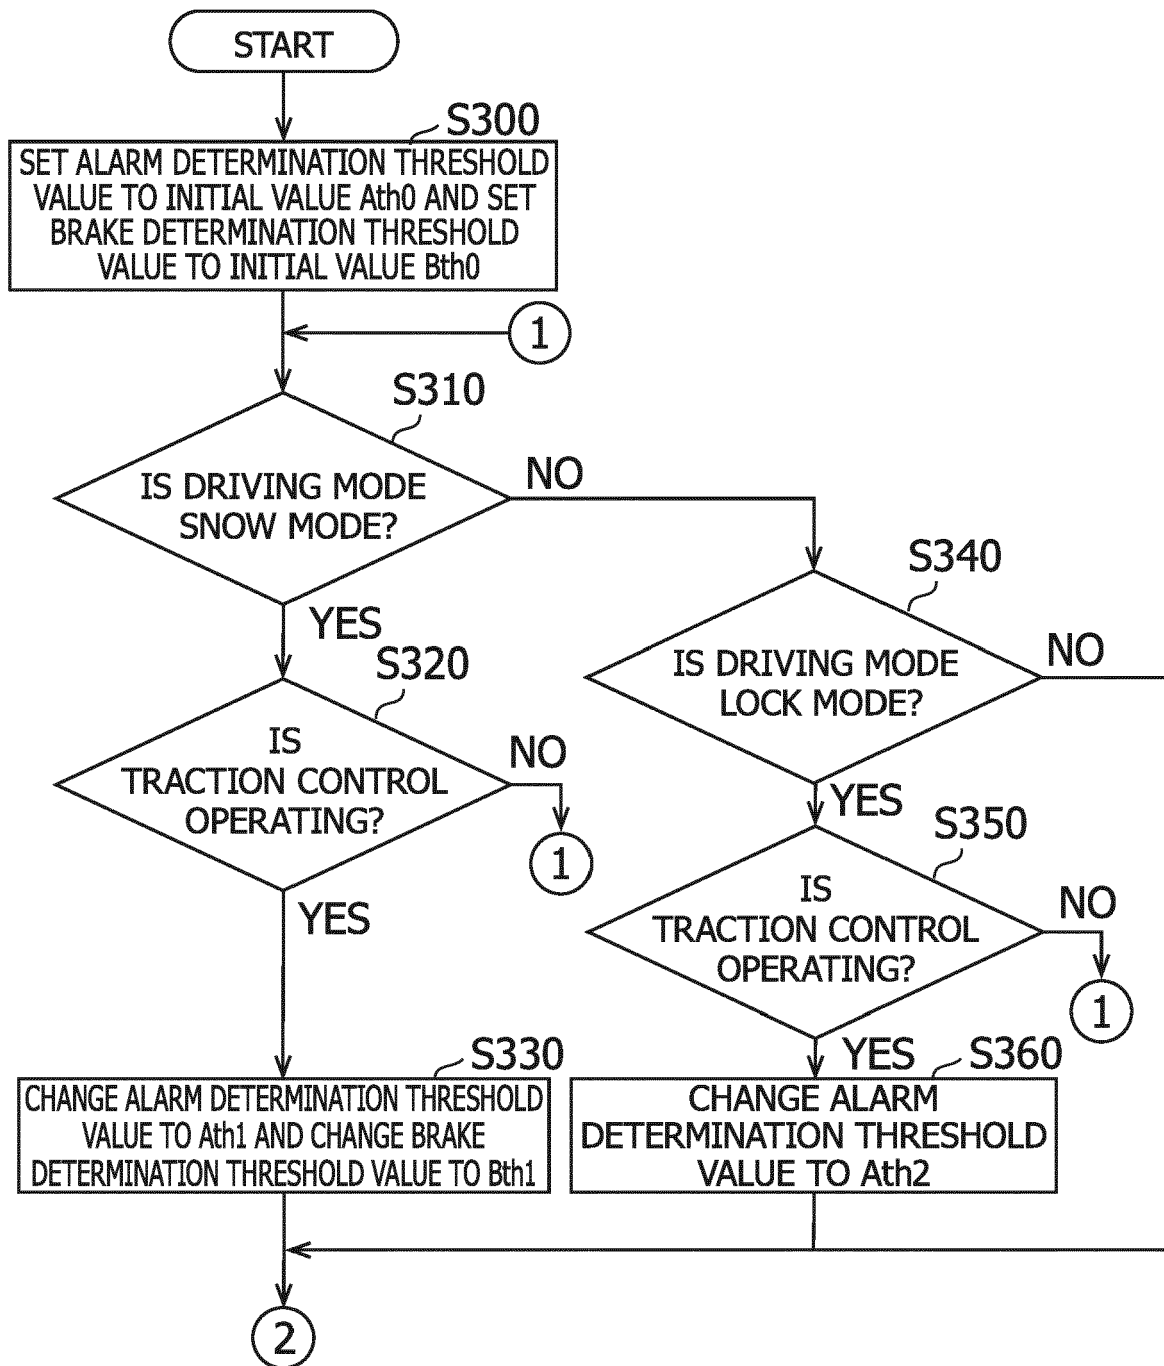 START
S300
SET ALARM DETERMINATION THRESHOLD
VALUE TO INITIAL VALUE Ath0 AND SET
BRAKE DETERMINATION THRESHOLD
VALUE TO INITIAL VALUE Bth0
1
S310
IS DRIVING MODE
SNOW MODE?
NO
YES
S340
IS DRIVING MODE
LOCK MODE?
NO
YES
S320
IS
TRACTION CONTROL
OPERATING?
NO
1
YES
S350
IS
TRACTION CONTROL
OPERATING?
NO
1
YES
S330
CHANGE ALARM DETERMINATION THRESHOLD
VALUE TO Ath1 AND CHANGE BRAKE
DETERMINATION THRESHOLD VALUE TO Bth1
S360
CHANGE ALARM
DETERMINATION THRESHOLD
VALUE TO Ath2
2